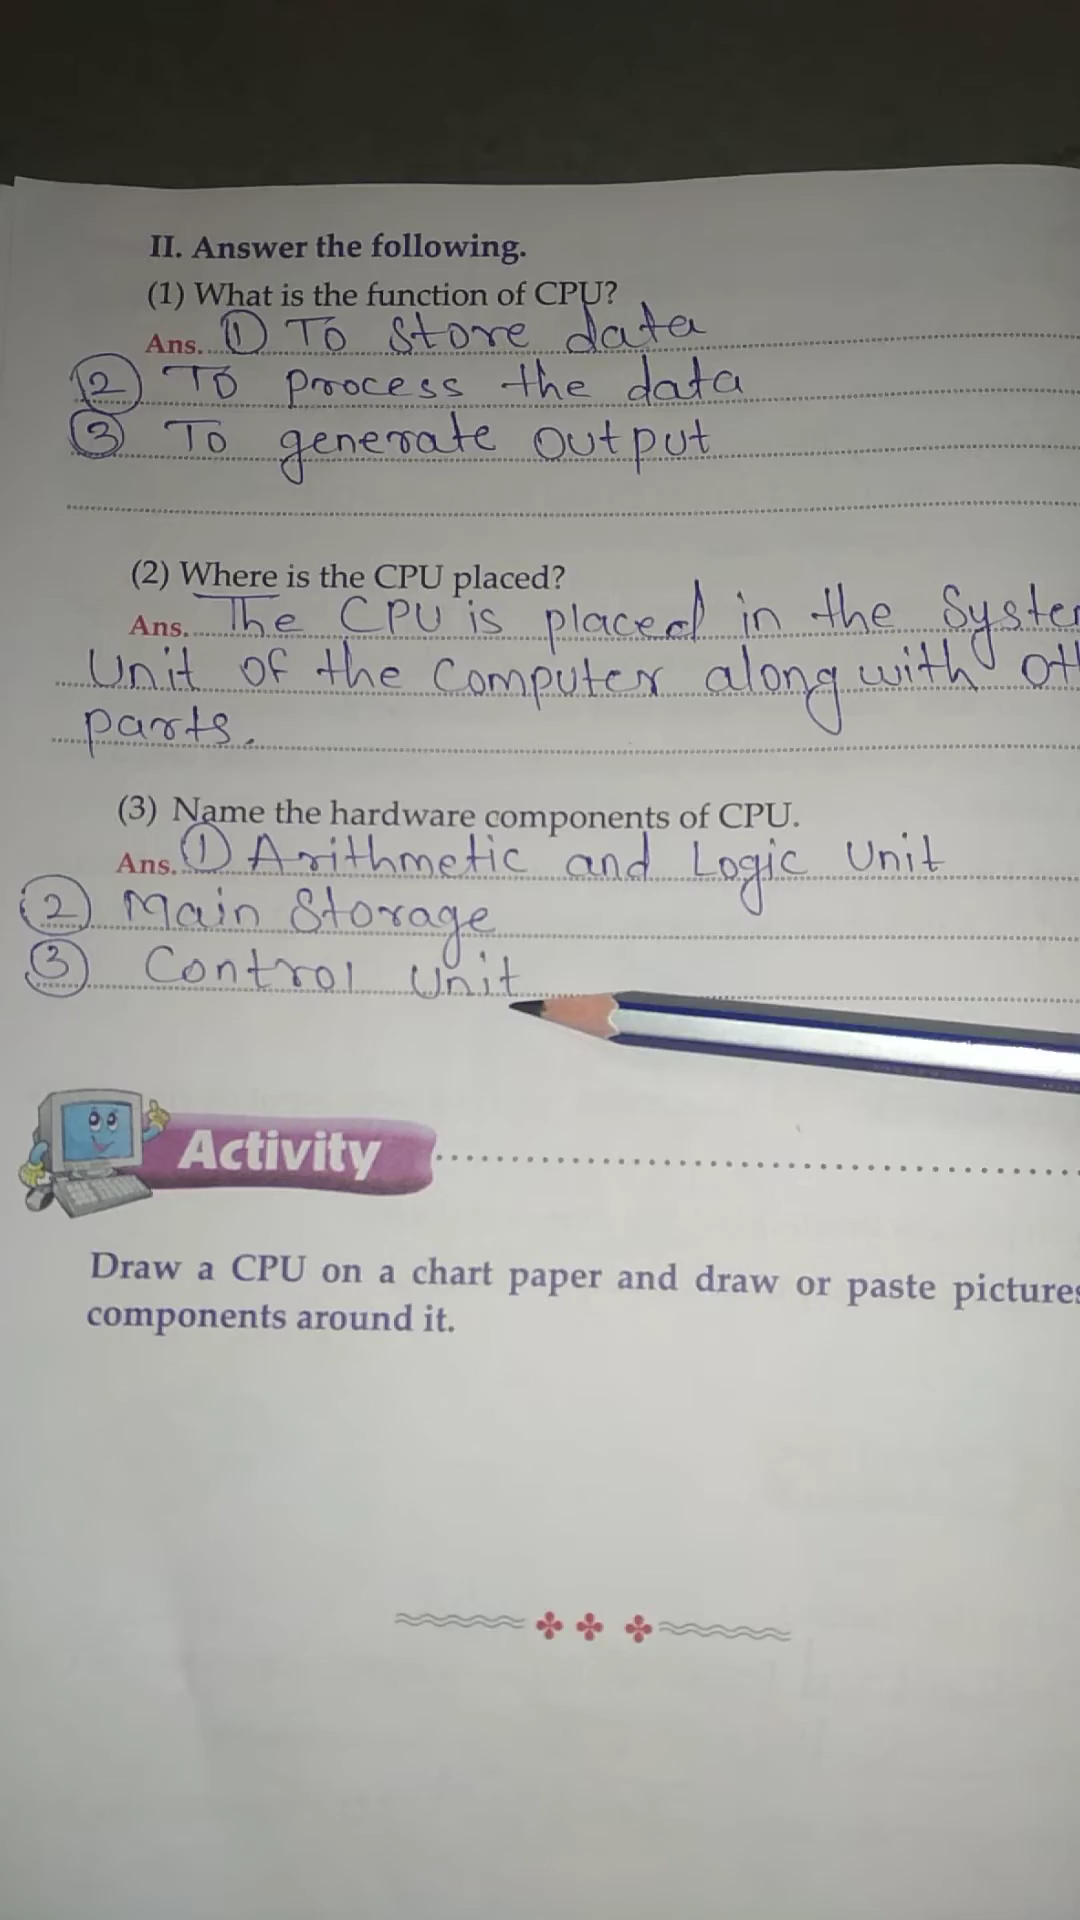 II. Answer the following.
(1) What is the function of CPU?
Ans. ① To store data
② To process the data
③ To generate output
(2) Where is the CPU placed?
Ans. The CPU is placed in the
Unit of the Computer along with
parts.
(3) Name the hardware components of CPU.
Ans. ① Arithmetic and Logic Unit
② Main Storage
③ Control Unit
Activity
Draw a CPU on a chart paper and draw or paste pictures
components around it.